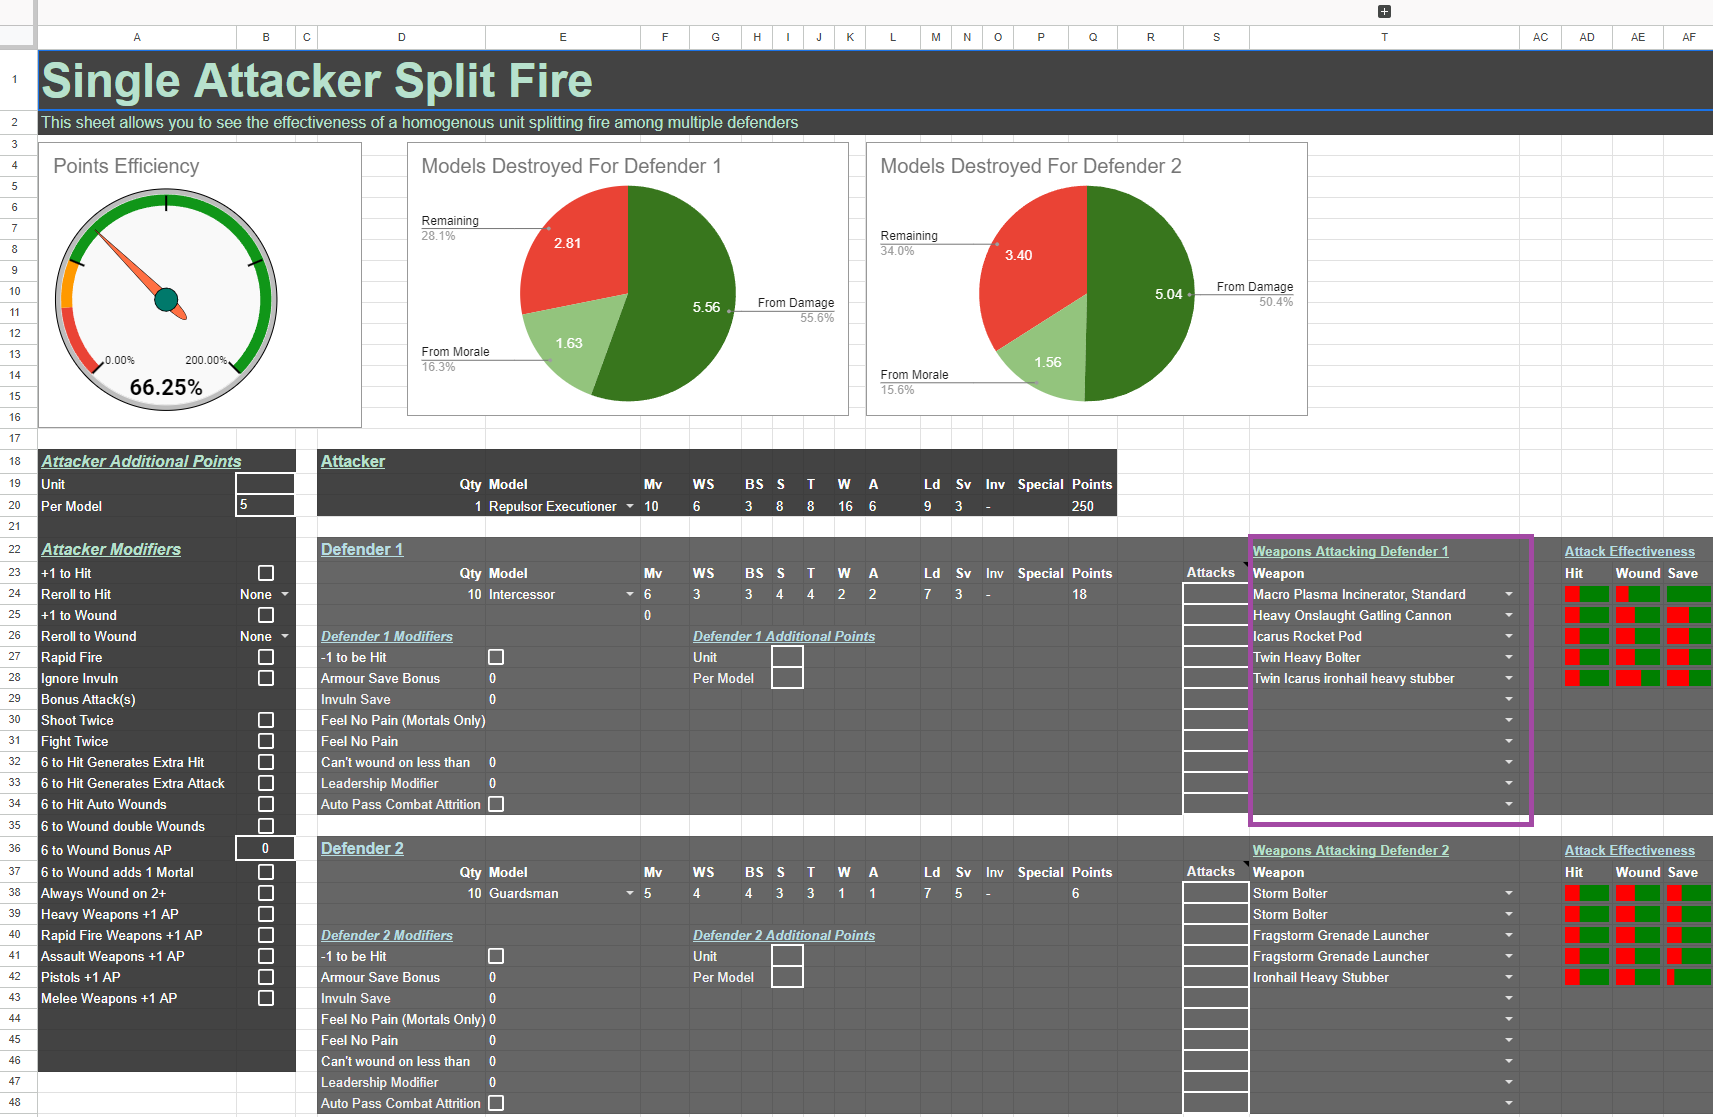 A B C D E F G H I J K L M N O P Q R S T AC AD AE AF
1 Single Attacker Split Fire
2 This sheet allows you to see the effectiveness of a homogenous unit splitting fire among multiple defenders
3
4 Points Efficiency Models Destroyed For Defender 1 Models Destroyed For Defender 2
5
6
7 Remaining 28.1% 2.81 Remaining 34.0% 3.40
8
9
10 5.56 From Damage 55.6% 5.04 From Damage 50.4%
11
12
13 From Morale 16.3% 1.63 From Morale 15.6% 1.56
14 0.00% 200.00%
15 66.25%
16
17
18 Attacker Additional Points Attacker
19 Unit Qty Model Mv WS BS S T W A Ld Sv Inv Special Points
20 Per Model 5 1 Repulsor Executioner 10 6 3 8 8 16 6 9 3 - 250
21
22 Attacker Modifiers Defender 1 Weapons Attacking Defender 1 Attack Effectiveness
23 +1 to Hit Qty Model Mv WS BS S T W A Ld Sv Inv Special Points Attacks Weapon Hit Wound Save
24 Reroll to Hit None 10 Intercessor 6 3 3 4 4 2 2 7 3 - 18 Macro Plasma Incinerator, Standard
25 +1 to Wound 0 Heavy Onslaught Gatling Cannon
26 Reroll to Wound None Defender 1 Modifiers Defender 1 Additional Points Icarus Rocket Pod
27 Rapid Fire -1 to be Hit Unit Twin Heavy Bolter
28 Ignore Invuln Armour Save Bonus 0 Per Model Twin Icarus ironhail heavy stubber
29 Bonus Attack(s) Invuln Save 0
30 Shoot Twice Feel No Pain (Mortals Only)
31 Fight Twice Feel No Pain
32 6 to Hit Generates Extra Hit Can't wound on less than 0
33 6 to Hit Generates Extra Attack Leadership Modifier 0
34 6 to Hit Auto Wounds Auto Pass Combat Attrition
35 6 to Wound double Wounds
36 6 to Wound Bonus AP 0 Defender 2 Weapons Attacking Defender 2 Attack Effectiveness
37 6 to Wound adds 1 Mortal Qty Model Mv WS BS S T W A Ld Sv Inv Special Points Attacks Weapon Hit Wound Save
38 Always Wound on 2+ 10 Guardsman 5 4 4 3 3 1 1 7 5 - 6 Storm Bolter
39 Heavy Weapons +1 AP Storm Bolter
40 Rapid Fire Weapons +1 AP Defender 2 Modifiers Defender 2 Additional Points Fragstorm Grenade Launcher
41 Assault Weapons +1 AP -1 to be Hit Unit Fragstorm Grenade Launcher
42 Pistols +1 AP Armour Save Bonus 0 Per Model Ironhail Heavy Stubber
43 Melee Weapons +1 AP Invuln Save 0
44 Feel No Pain (Mortals Only) 0
45 Feel No Pain 0
46 Can't wound on less than 0
47 Leadership Modifier 0
48 Auto Pass Combat Attrition